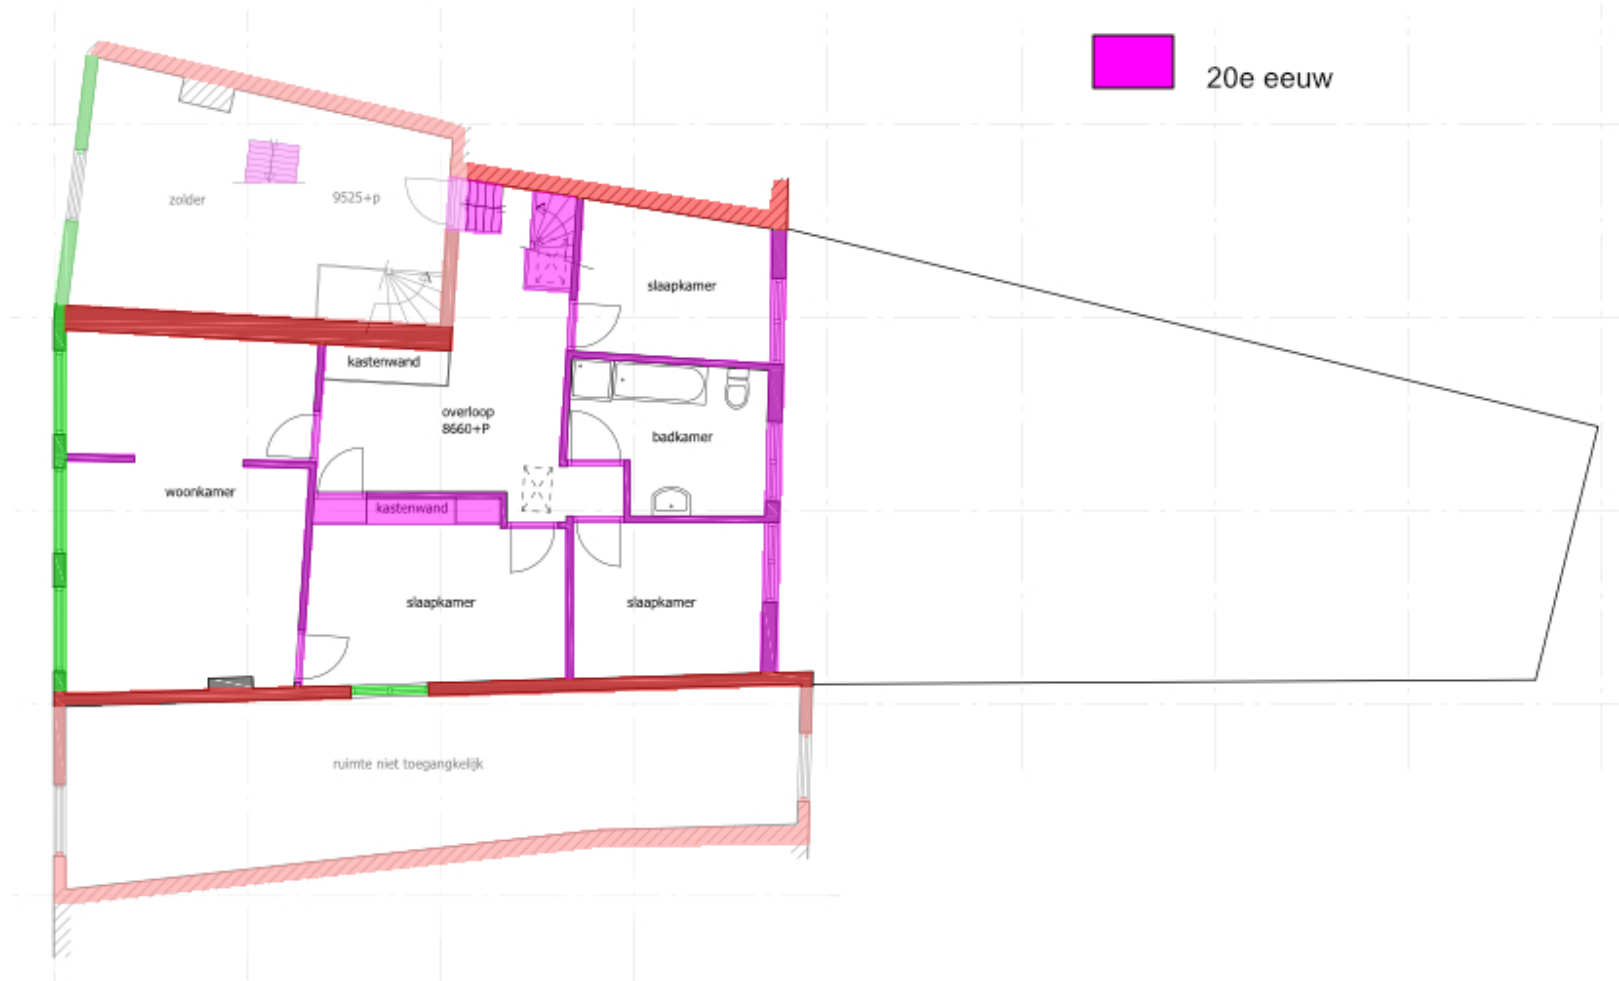 20e eeuw
zolder
9525+p
slaapkamer
kastenwand
overloop
8660+P
badkamer
woonkamer
kastenwand
slaapkamer
slaapkamer
ruimte niet toegangkelijk